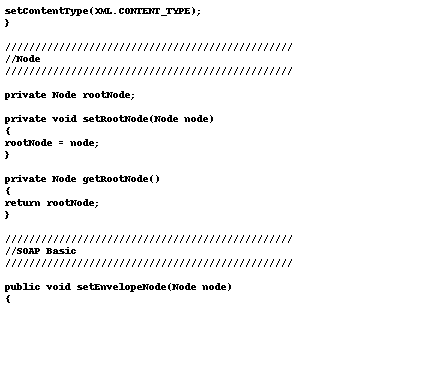 setContentType(XML.CONTENT_TYPE);
}
////////////////////////////////////////////////
//Node
////////////////////////////////////////////////
private Node rootNode;
private void setRootNode(Node node)
{
rootNode = node;
}
private Node getRootNode()
{
return rootNode;
}
////////////////////////////////////////////////
//SOAP Basic
////////////////////////////////////////////////
public void setEnvelopeNode(Node node)
{